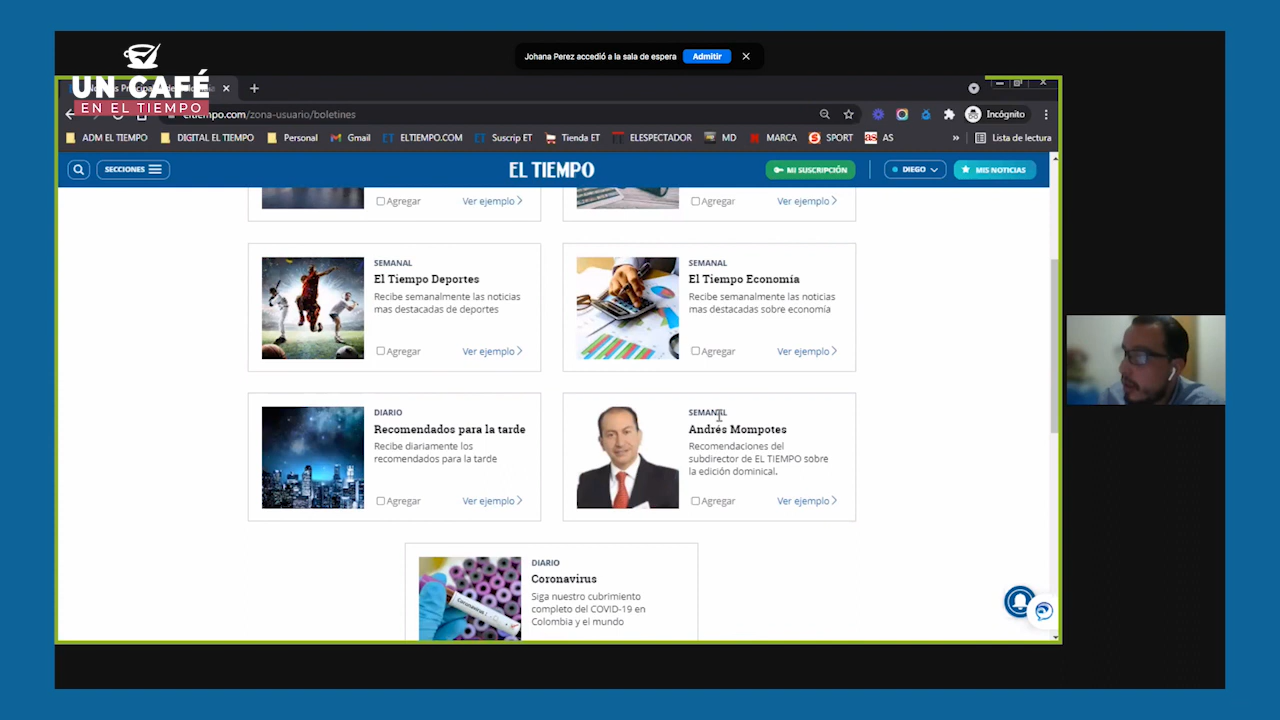 Johana Perez accedió a la sala de espera Admitir
UN CAFÉ
EN EL TIEMPO
eltiempo.com/zona-usuario/boletines
Incógnito
ADM EL TIEMPO DIGITAL EL TIEMPO Personal Gmail ET ELTIEMPO.COM ET Suscrip ET Tienda ET ELESPECTADOR MD MARCA S SPORT as AS » Lista de lectura
SECCIONES EL TIEMPO MI SUSCRIPCIÓN DIEGO MIS NOTICIAS
Agregar Ver ejemplo
Agregar Ver ejemplo
SEMANAL
El Tiempo Deportes
Recibe semanalmente las noticias
mas destacadas de deportes
Agregar Ver ejemplo
SEMANAL
El Tiempo Economía
Recibe semanalmente las noticias
mas destacadas sobre economía
Agregar Ver ejemplo
DIARIO
Recomendados para la tarde
Recibe diariamente los
recomendados para la tarde
Agregar Ver ejemplo
SEMANAL
Andrés Mompotes
Recomendaciones del
subdirector de EL TIEMPO sobre
la edición dominical.
Agregar Ver ejemplo
DIARIO
Coronavirus
Siga nuestro cubrimiento
completo del COVID-19 en
Colombia y el mundo
Coronavirus